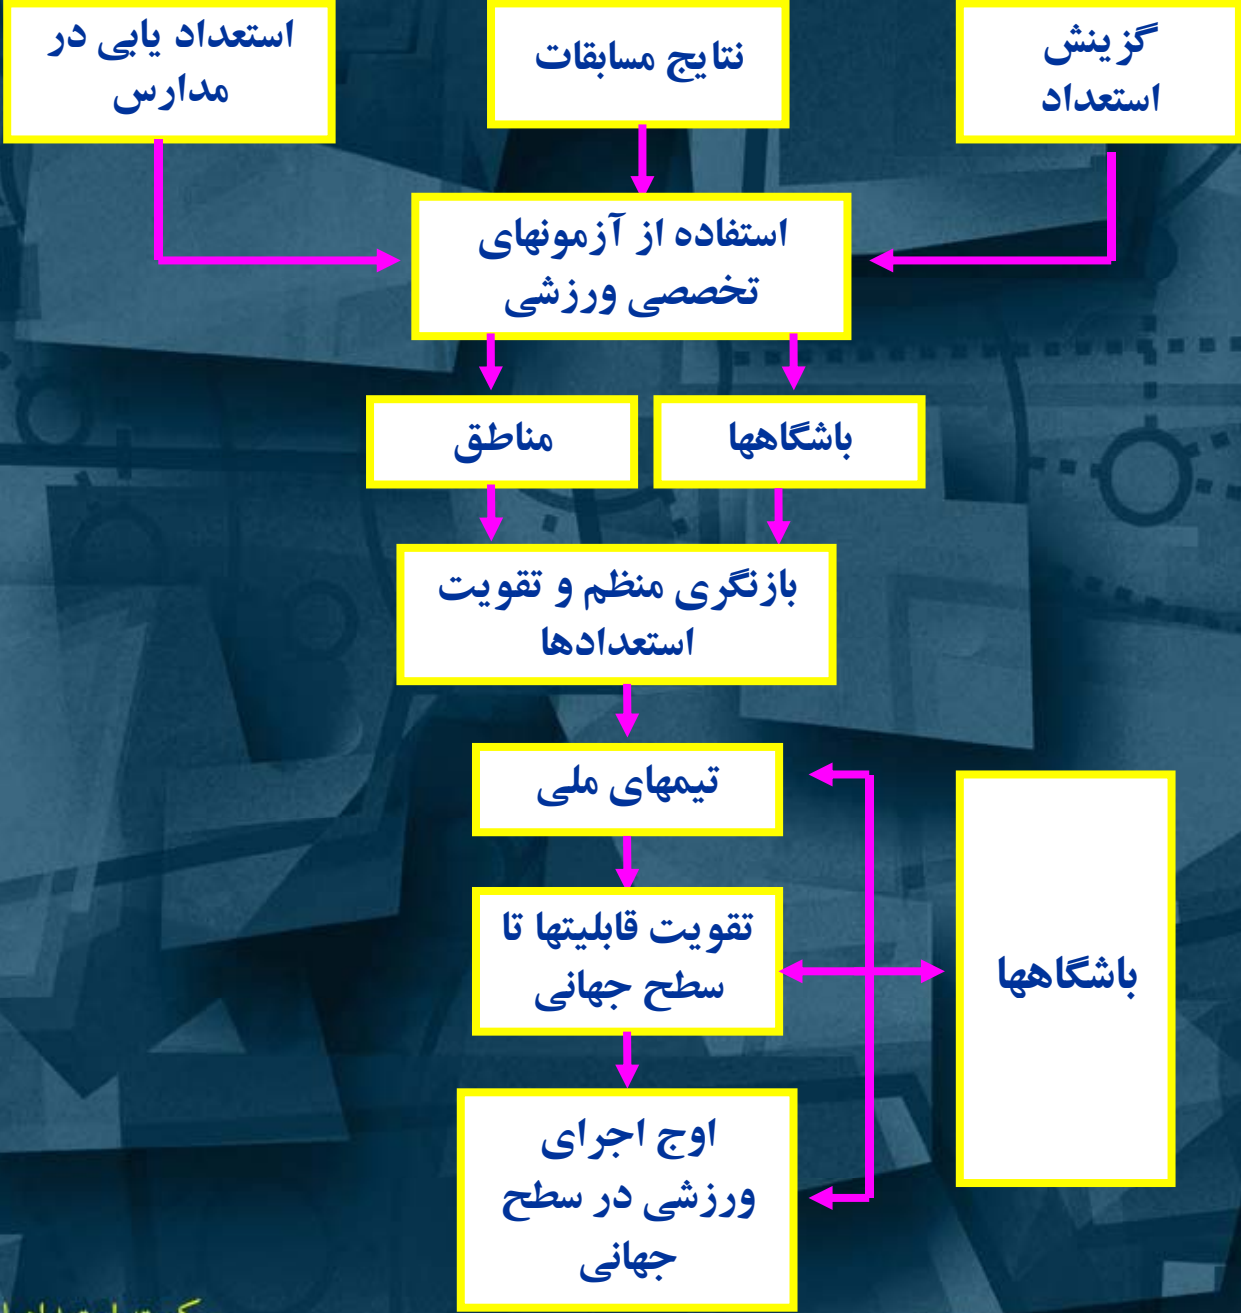 گزینش
استعداد
نتایج مسابقات
استعداد یابی در
مدارس
استفاده از آزمونهای
تخصصی ورزشی
باشگاهها
مناطق
بازنگری منظم و تقویت
استعدادها
تیمهای ملی
تقویت قابلیتها تا
سطح جهانی
باشگاهها
اوج اجرای
ورزشی در سطح
جهانی